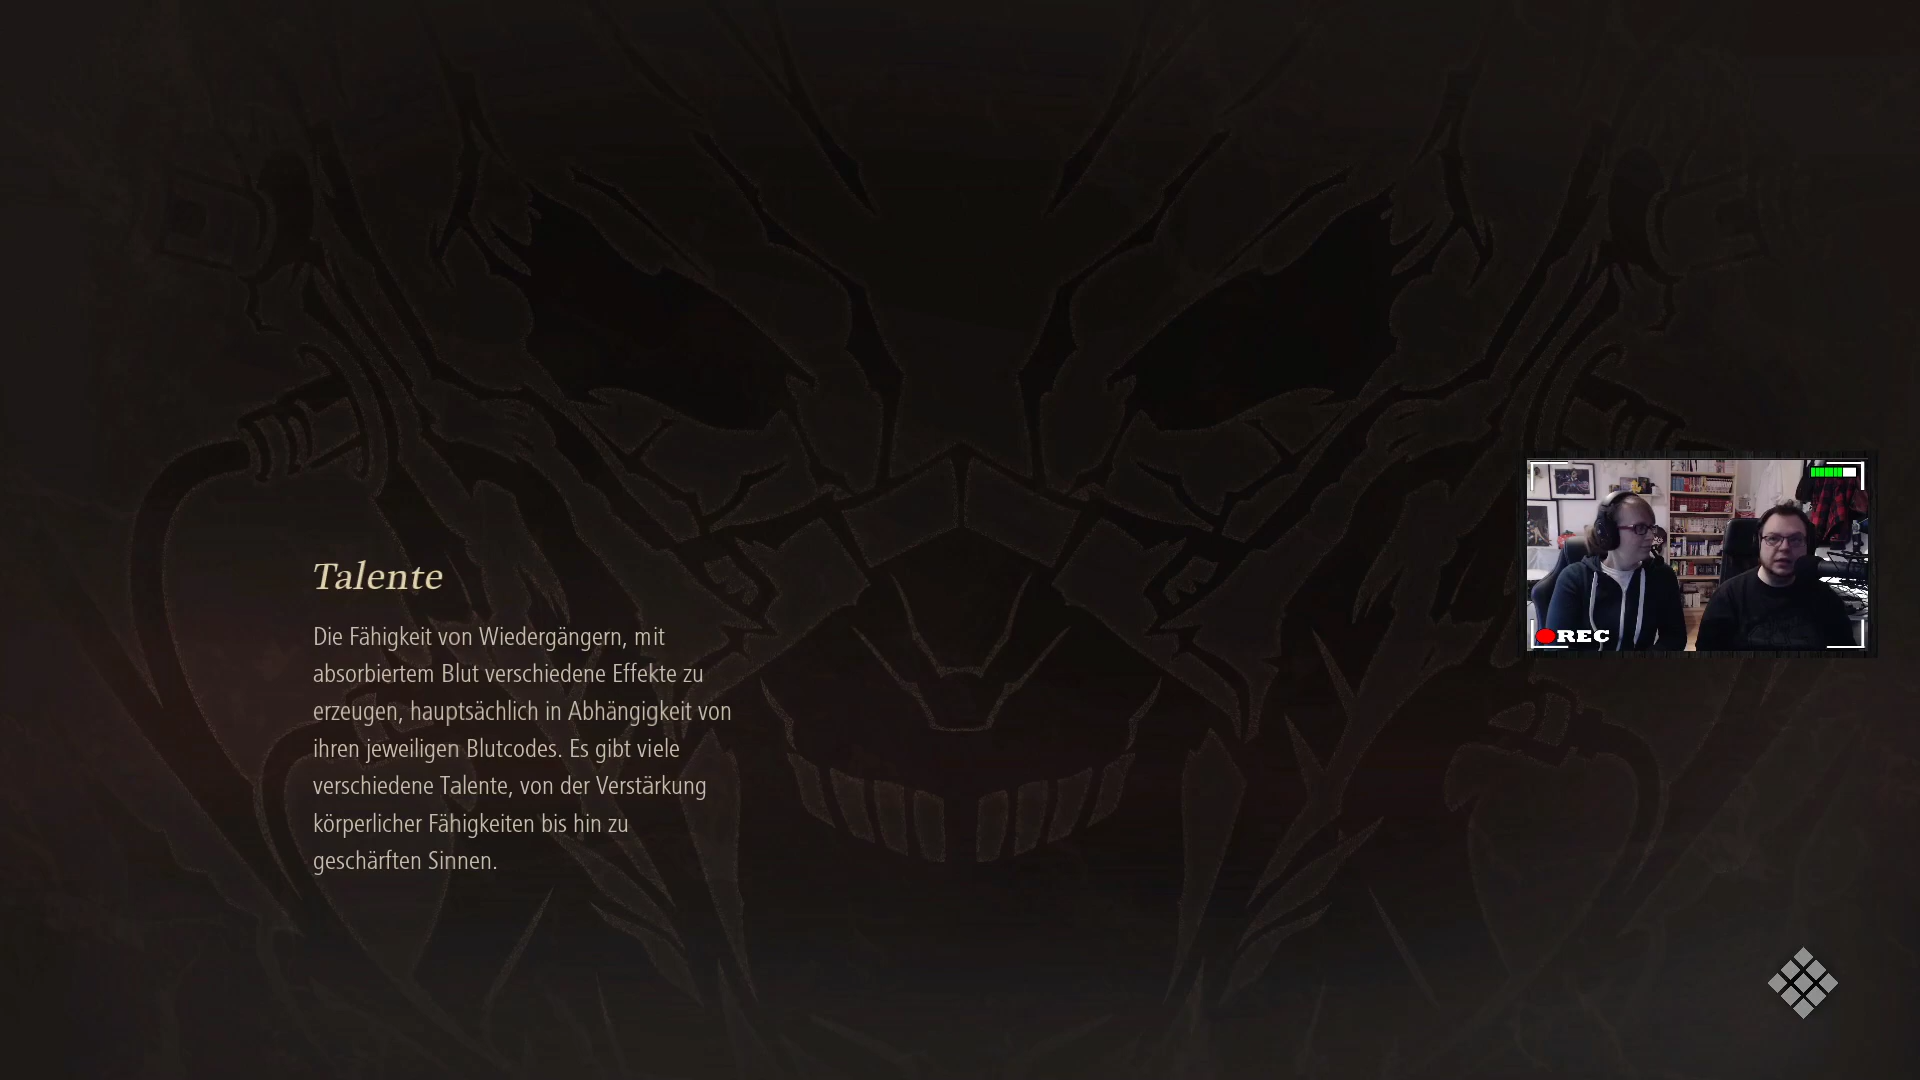 Talente
Die Fähigkeit von Wiedergängern, mit
absorbiertem Blut verschiedene Effekte zu
erzeugen, hauptsächlich in Abhängigkeit von
ihren jeweiligen Blutcodes. Es gibt viele
verschiedene Talente, von der Verstärkung
körperlicher Fähigkeiten bis hin zu
geschärften Sinnen.
REC